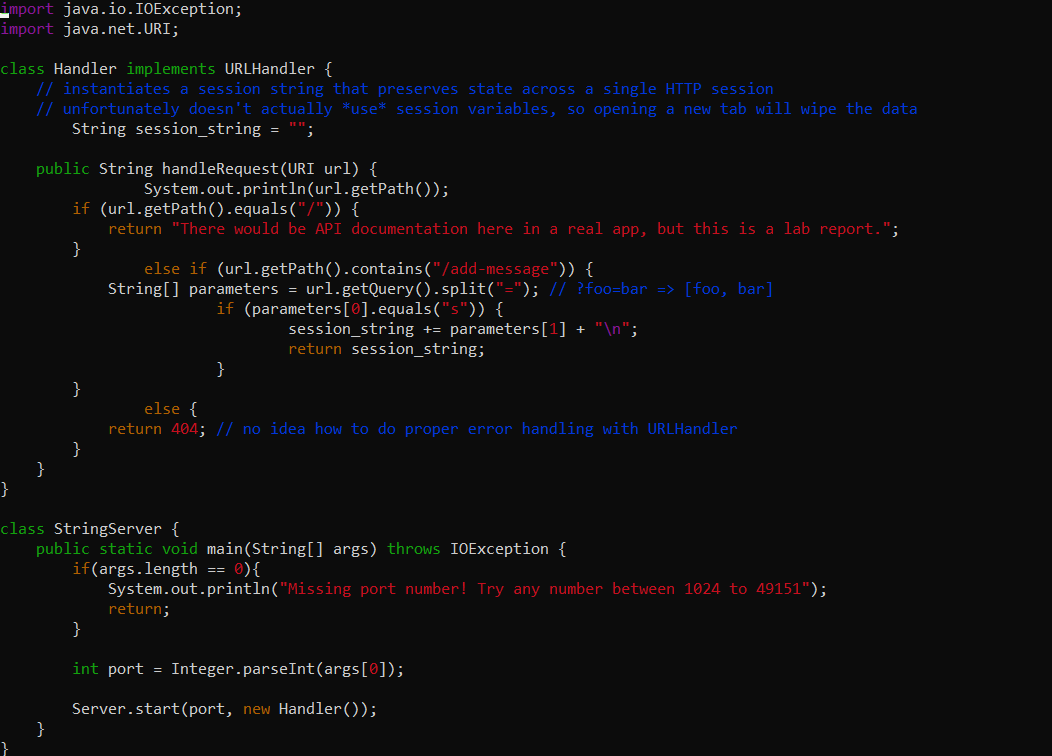 import java.io.IOException;
import java.net.URI;

class Handler implements URLHandler {
    // instantiates a session string that preserves state across a single HTTP session
    // unfortunately doesn't actually *use* session variables, so opening a new tab will wipe the data
        String session_string = "";

    public String handleRequest(URI url) {
                System.out.println(url.getPath());
        if (url.getPath().equals("/")) {
            return "There would be API documentation here in a real app, but this is a lab report.";
        }
                else if (url.getPath().contains("/add-message")) {
            String[] parameters = url.getQuery().split("="); // ?foo=bar => [foo, bar]
                        if (parameters[0].equals("s")) {
                                session_string += parameters[1] + "\n";
                                return session_string;
                        }
        }
                else {
            return 404; // no idea how to do proper error handling with URLHandler
        }
    }
}

class StringServer {
    public static void main(String[] args) throws IOException {
        if(args.length == 0){
            System.out.println("Missing port number! Try any number between 1024 to 49151");
            return;
        }

        int port = Integer.parseInt(args[0]);

        Server.start(port, new Handler());
    }
}